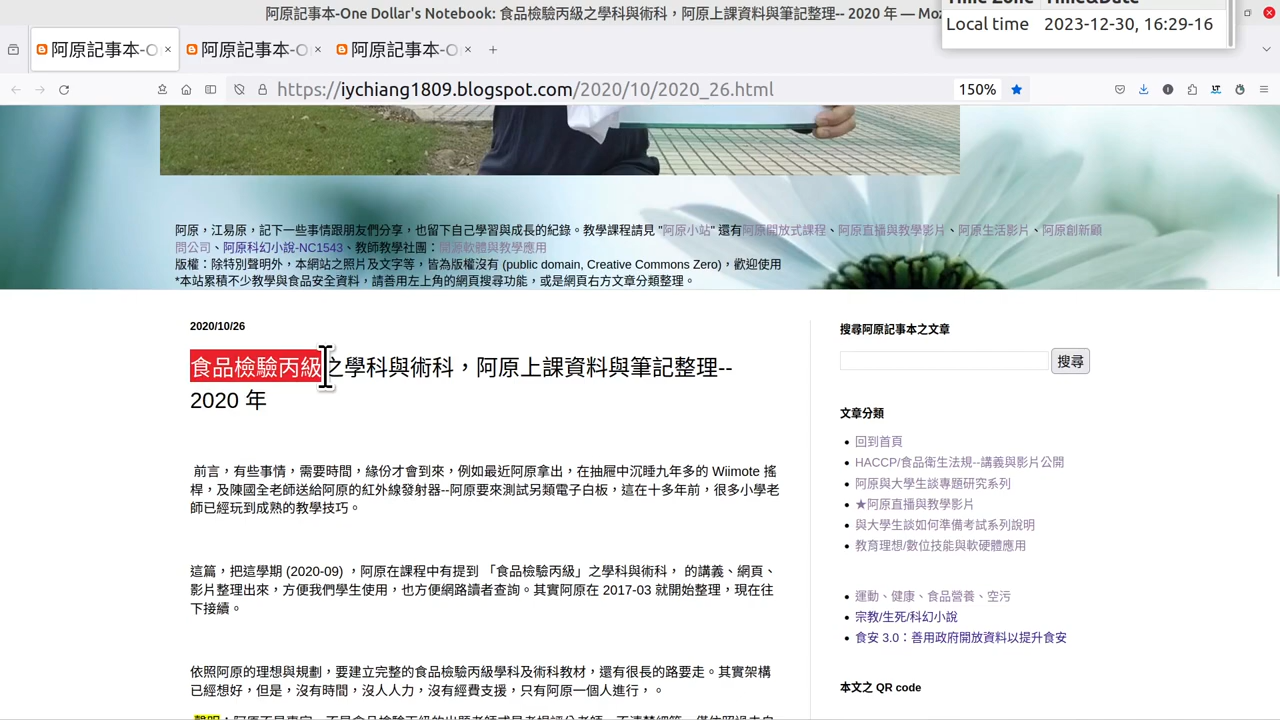 阿原記事本-One Dollar's Notebook: 食品檢驗丙級之學科與術科，阿原上課資料與筆記整理-- 2020 年 — Moz
Time Zone Time&Date
Local time 2023-12-30, 16:29-16
阿原記事本-O 阿原記事本-O 阿原記事本-O
https://iychiang1809.blogspot.com/2020/10/2020_26.html 150%
阿原，江易原，記下一些事情跟朋友們分享，也留下自己學習與成長的紀錄。教學課程請見 "阿原小站" 還有阿原開放式課程、阿原直播與教學影片、阿原生活影片、阿原創新顧
問公司、阿原科幻小說-NC1543、教師教學社團：開源軟體與教學應用
版權：除特別聲明外，本網站之照片及文字等，皆為版權沒有 (public domain, Creative Commons Zero)，歡迎使用
*本站累積不少教學與食品安全資料，請善用左上角的網頁搜尋功能，或是網頁右方文章分類整理。
2020/10/26
食品檢驗丙級之學科與術科，阿原上課資料與筆記整理--
2020 年
前言，有些事情，需要時間，緣份才會到來，例如最近阿原拿出，在抽屜中沉睡九年多的 Wiimote 搖
桿，及陳國全老師送給阿原的紅外線發射器--阿原要來測試另類電子白板，這在十多年前，很多小學老
師已經玩到成熟的教學技巧。
這篇，把這學期 (2020-09) ，阿原在課程中有提到 「食品檢驗丙級」之學科與術科， 的講義、網頁、
影片整理出來，方便我們學生使用，也方便網路讀者查詢。其實阿原在 2017-03 就開始整理，現在往
下接續。
依照阿原的理想與規劃，要建立完整的食品檢驗丙級學科及術科教材，還有很長的路要走。其實架構
已經想好，但是，沒有時間，沒人人力，沒有經費支援，只有阿原一個人進行，。
搜尋阿原記事本之文章
搜尋
文章分類
回到首頁
HACCP/食品衛生法規--講義與影片公開
阿原與大學生談專題研究系列
★阿原直播與教學影片
與大學生談如何準備考試系列說明
教育理想/數位技能與軟硬體應用
運動、健康、食品營養、空污
宗教/生死/科幻小說
食安 3.0：善用政府開放資料以提升食安
本文之 QR code